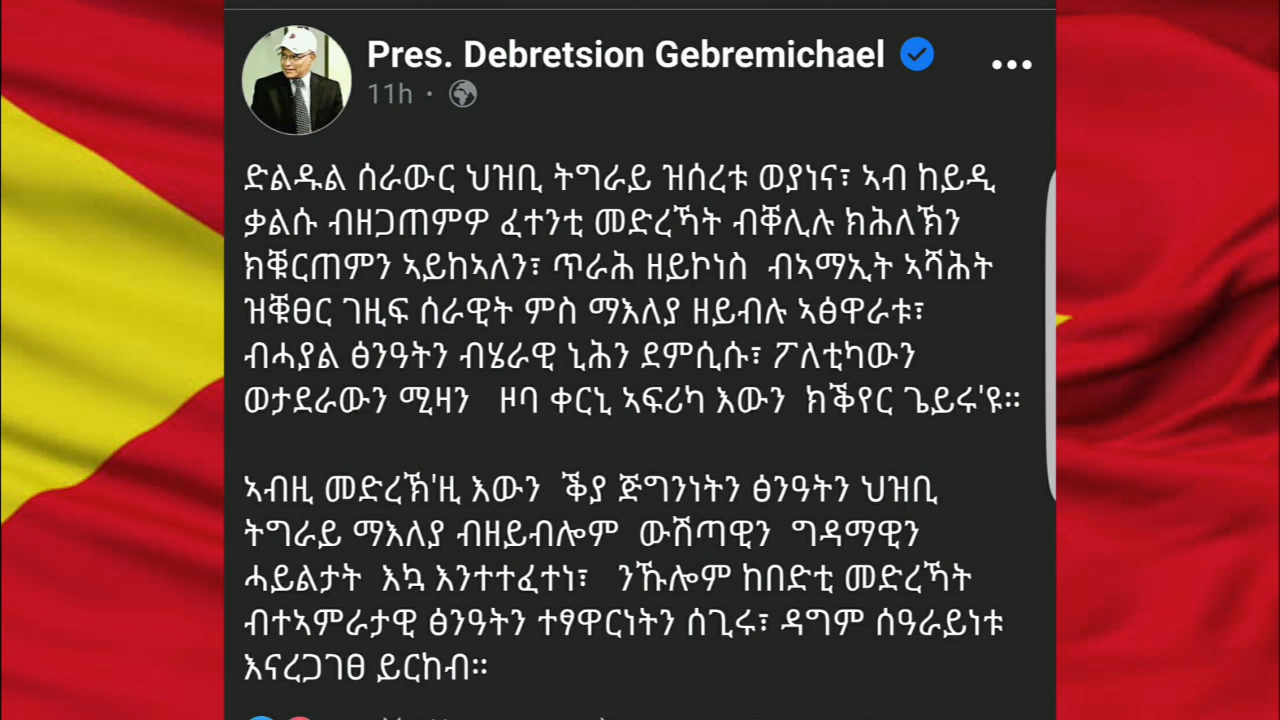 Pres. Debretsion Gebremichael
11h ·
ድልዱል ሰራውር ህዝቢ ትግራይ ዝሰረቱ ወያነና፣ ኣብ ከይዲ
ቃልሱ ብዘጋጠምዎ ፈተንቲ መድረኻት ብቐሊሉ ክሕለኽን
ክቑርጠምን ኣይከኣለን፣ ጥራሕ ዘይኮነስ ብኣማኢት ኣሻሕት
ዝቑፀር ገዚፍ ሰራዊት ምስ ማእለያ ዘይብሉ ኣፅዋራቱ፣
ብሓያል ፅንዓትን ብሄራዊ ኒሕን ደምሲሱ፣ ፖለቲካውን
ወታደራውን ሚዛን ዞባ ቀርኒ ኣፍሪካ እውን ክቕየር ጌይሩ'ዩ።
ኣብዚ መድረኽ'ዚ እውን ቕያ ጅግንነትን ፅንዓትን ህዝቢ
ትግራይ ማእለያ ብዘይብሎም ውሽጣዊን ግዳማዊን
ሓይልታት እኳ እንተተፈተነ፣ ንኹሎም ከበድቲ መድረኻት
ብተኣምራታዊ ፅንዓትን ተፃዋርነትን ሰጊሩ፣ ዳግም ሰዓራይነቱ
እናረጋገፀ ይርከብ።